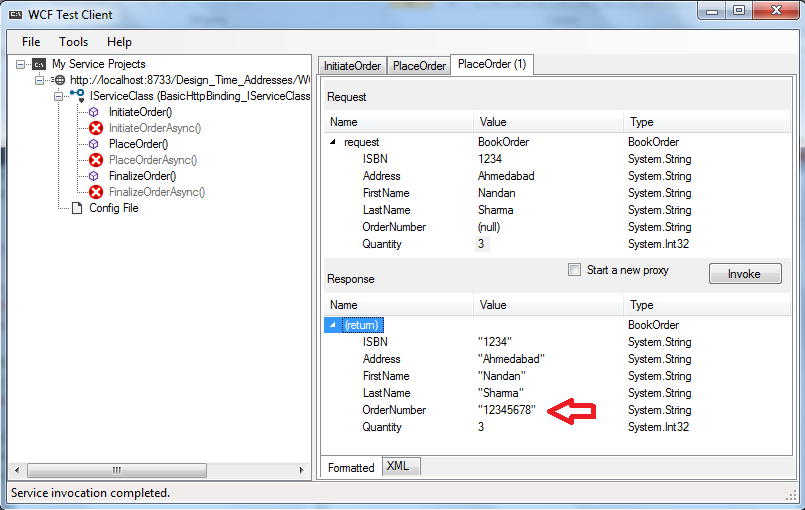 WCF Test Client
File Tools Help
My Service Projects
http://localhost:8733/Design_Time_Addresses/W
IServiceClass (BasicHttpBinding_IServiceClass
InitiateOrder()
InitiateOrderAsync()
PlaceOrder()
PlaceOrderAsync()
FinalizeOrder()
FinalizeOrderAsync()
Config File
InitiateOrder PlaceOrder PlaceOrder (1)
Request
Name Value Type
request BookOrder BookOrder
ISBN 1234 System.String
Address Ahmedabad System.String
FirstName Nandan System.String
LastName Sharma System.String
OrderNumber (null) System.String
Quantity 3 System.Int32
Response
Start a new proxy
Invoke
Name Value Type
(return) BookOrder
ISBN "1234" System.String
Address "Ahmedabad" System.String
FirstName "Nandan" System.String
LastName "Sharma" System.String
OrderNumber "12345678" System.String
Quantity 3 System.Int32
Formatted XML
Service invocation completed.